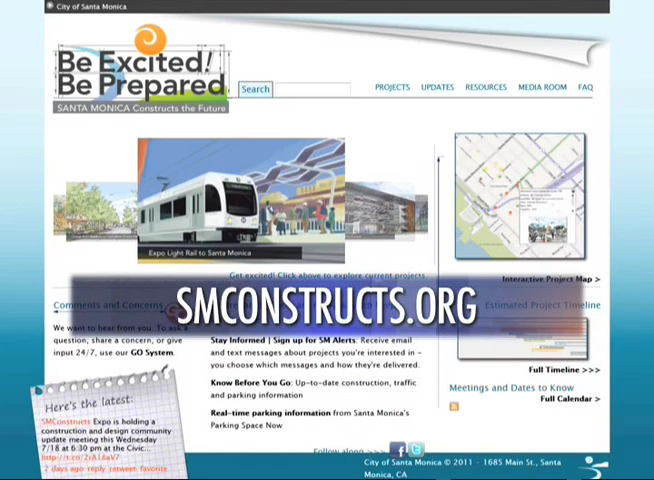 City of Santa Monica
Be Excited!
Be Prepared
SANTA MONICA Constructs the Future
Search
PROJECTS UPDATES RESOURCES MEDIA ROOM FAQ
Expo Light Rail to Santa Monica
Get excited! Click above to explore current projects
Interactive Project Map >
Comments and Concerns
Estimated Project Timeline
SMCONSTRUCTS.ORG
We want to hear from you. To ask a
question, share a concern, or give
input 24/7, use our GO System.
Stay Informed | Sign up for SM Alerts: Receive email
and text messages about projects you're interested in -
you choose which messages and how they're delivered.
Know Before You Go: Up-to-date construction, traffic
and parking information
Real-time parking information from Santa Monica's
Parking Space Now
Full Timeline >>>
Meetings and Dates to Know
Full Calendar >
Here's the latest:
SMConstructs Expo is holding a
construction and design community
update meeting this Wednesday
7/18 at 6:30 pm at the Civic...
2 days ago reply retweet favorite
Follow along >>>
City of Santa Monica © 2011 · 1685 Main St., Santa
Monica, CA